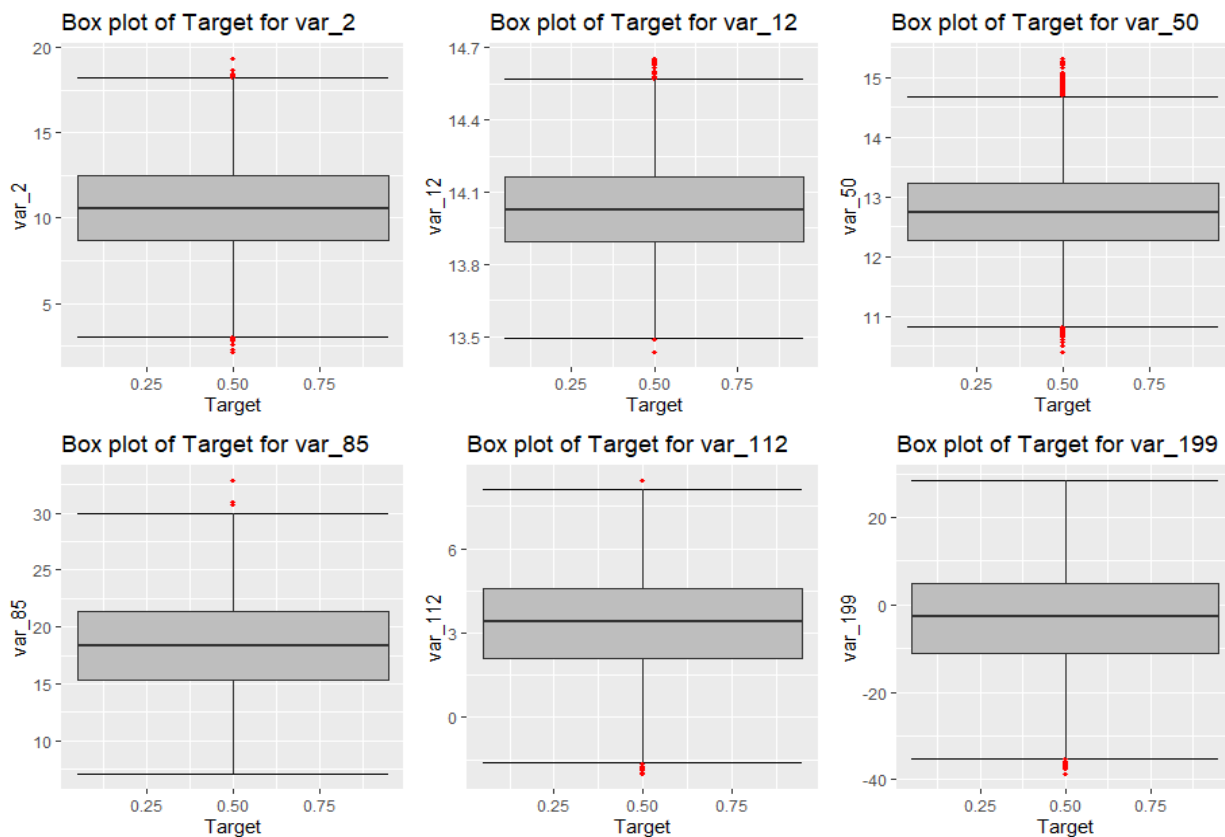 Box plot of Target for var_2
20
15
10
5
var_2
0.25 0.50 0.75
Target
Box plot of Target for var_12
14.7
14.4
14.1
13.8
13.5
var_12
0.25 0.50 0.75
Target
Box plot of Target for var_50
15
14
13
12
11
var_50
0.25 0.50 0.75
Target
Box plot of Target for var_85
30
25
20
15
10
var_85
0.25 0.50 0.75
Target
Box plot of Target for var_112
6
3
0
var_112
0.25 0.50 0.75
Target
Box plot of Target for var_199
20
0
-20
-40
var_199
0.25 0.50 0.75
Target